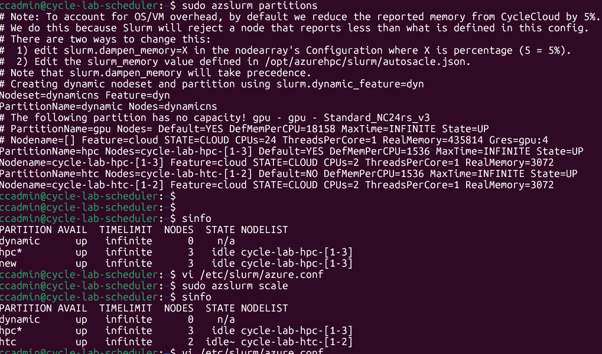 ccadmin@cycle-lab-scheduler: $ sudo azslurm partitions
# Note: To account for OS/VM overhead, by default we reduce the reported memory from CycleCloud by 5%.
# We do this because Slurm will reject a node that reports less than what is defined in this config.
# There are two ways to change this:
#  1) edit slurm.dampen_memory=X in the nodearray's Configuration where X is percentage (5 = 5%).
#  2) Edit the slurm_memory value defined in /opt/azurehpc/slurm/autosacle.json.
# Note that slurm.dampen_memory will take precedence.
# Creating dynamic nodeset and partition using slurm.dynamic_feature=dyn
Nodeset=dynamicns Feature=dyn
PartitionName=dynamic Nodes=dynamicns
# The following partition has no capacity! gpu - gpu - Standard_NC24rs_v3
# PartitionName=gpu Nodes= Default=YES DefMemPerCPU=18158 MaxTime=INFINITE State=UP
# Nodename=[] Feature=cloud STATE=CLOUD CPUs=24 ThreadsPerCore=1 RealMemory=435814 Gres=gpu:4
PartitionName=hpc Nodes=cycle-lab-hpc-[1-3] Default=YES DefMemPerCPU=1536 MaxTime=INFINITE State=UP
Nodename=cycle-lab-hpc-[1-3] Feature=cloud STATE=CLOUD CPUs=2 ThreadsPerCore=1 RealMemory=3072
PartitionName=htc Nodes=cycle-lab-htc-[1-2] Default=NO DefMemPerCPU=1536 MaxTime=INFINITE State=UP
Nodename=cycle-lab-htc-[1-2] Feature=cloud STATE=CLOUD CPUs=2 ThreadsPerCore=1 RealMemory=3072
ccadmin@cycle-lab-scheduler: $
ccadmin@cycle-lab-scheduler: $
ccadmin@cycle-lab-scheduler: $ sinfo
PARTITION AVAIL  TIMELIMIT  NODES  STATE NODELIST
dynamic      up   infinite      0    n/a
hpc*         up   infinite      3   idle cycle-lab-hpc-[1-3]
new          up   infinite      3   idle cycle-lab-hpc-[1-3]
ccadmin@cycle-lab-scheduler: $ vi /etc/slurm/azure.conf
ccadmin@cycle-lab-scheduler: $ sudo azslurm scale
ccadmin@cycle-lab-scheduler: $ sinfo
PARTITION AVAIL  TIMELIMIT  NODES  STATE NODELIST
dynamic      up   infinite      0    n/a
hpc*         up   infinite      3   idle cycle-lab-hpc-[1-3]
htc          up   infinite      2  idle~ cycle-lab-htc-[1-2]
ccadmin@cycle-lab-scheduler: $ vi /etc/slurm/azure.conf